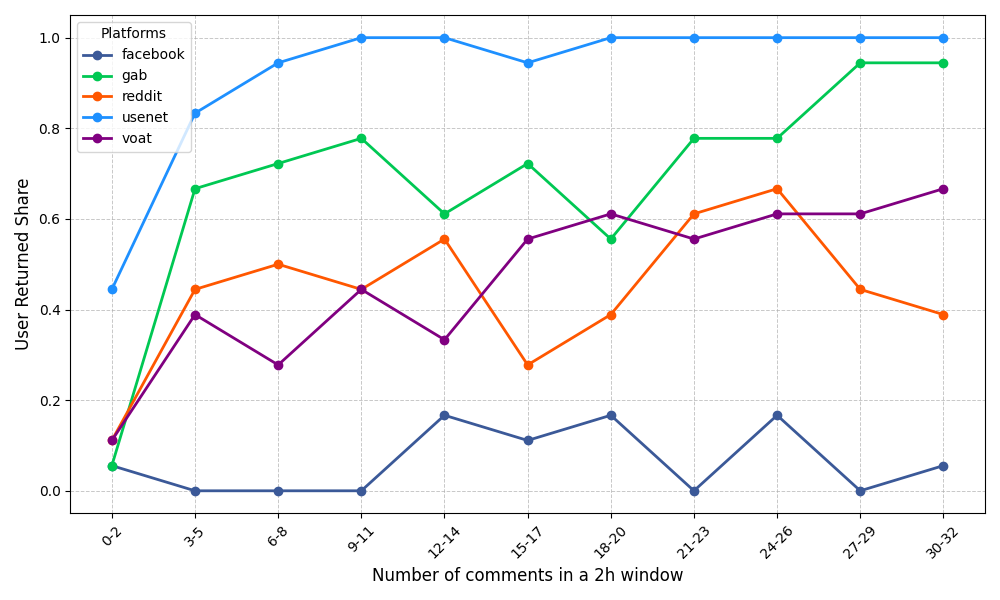 Platforms
facebook
gab
reddit
usenet
voat
User Returned Share
1.0
0.8
0.6
0.4
0.2
0.0
0-2
3-5
6-8
9-11
12-14
15-17
18-20
21-23
24-26
27-29
30-32
Number of comments in a 2h window